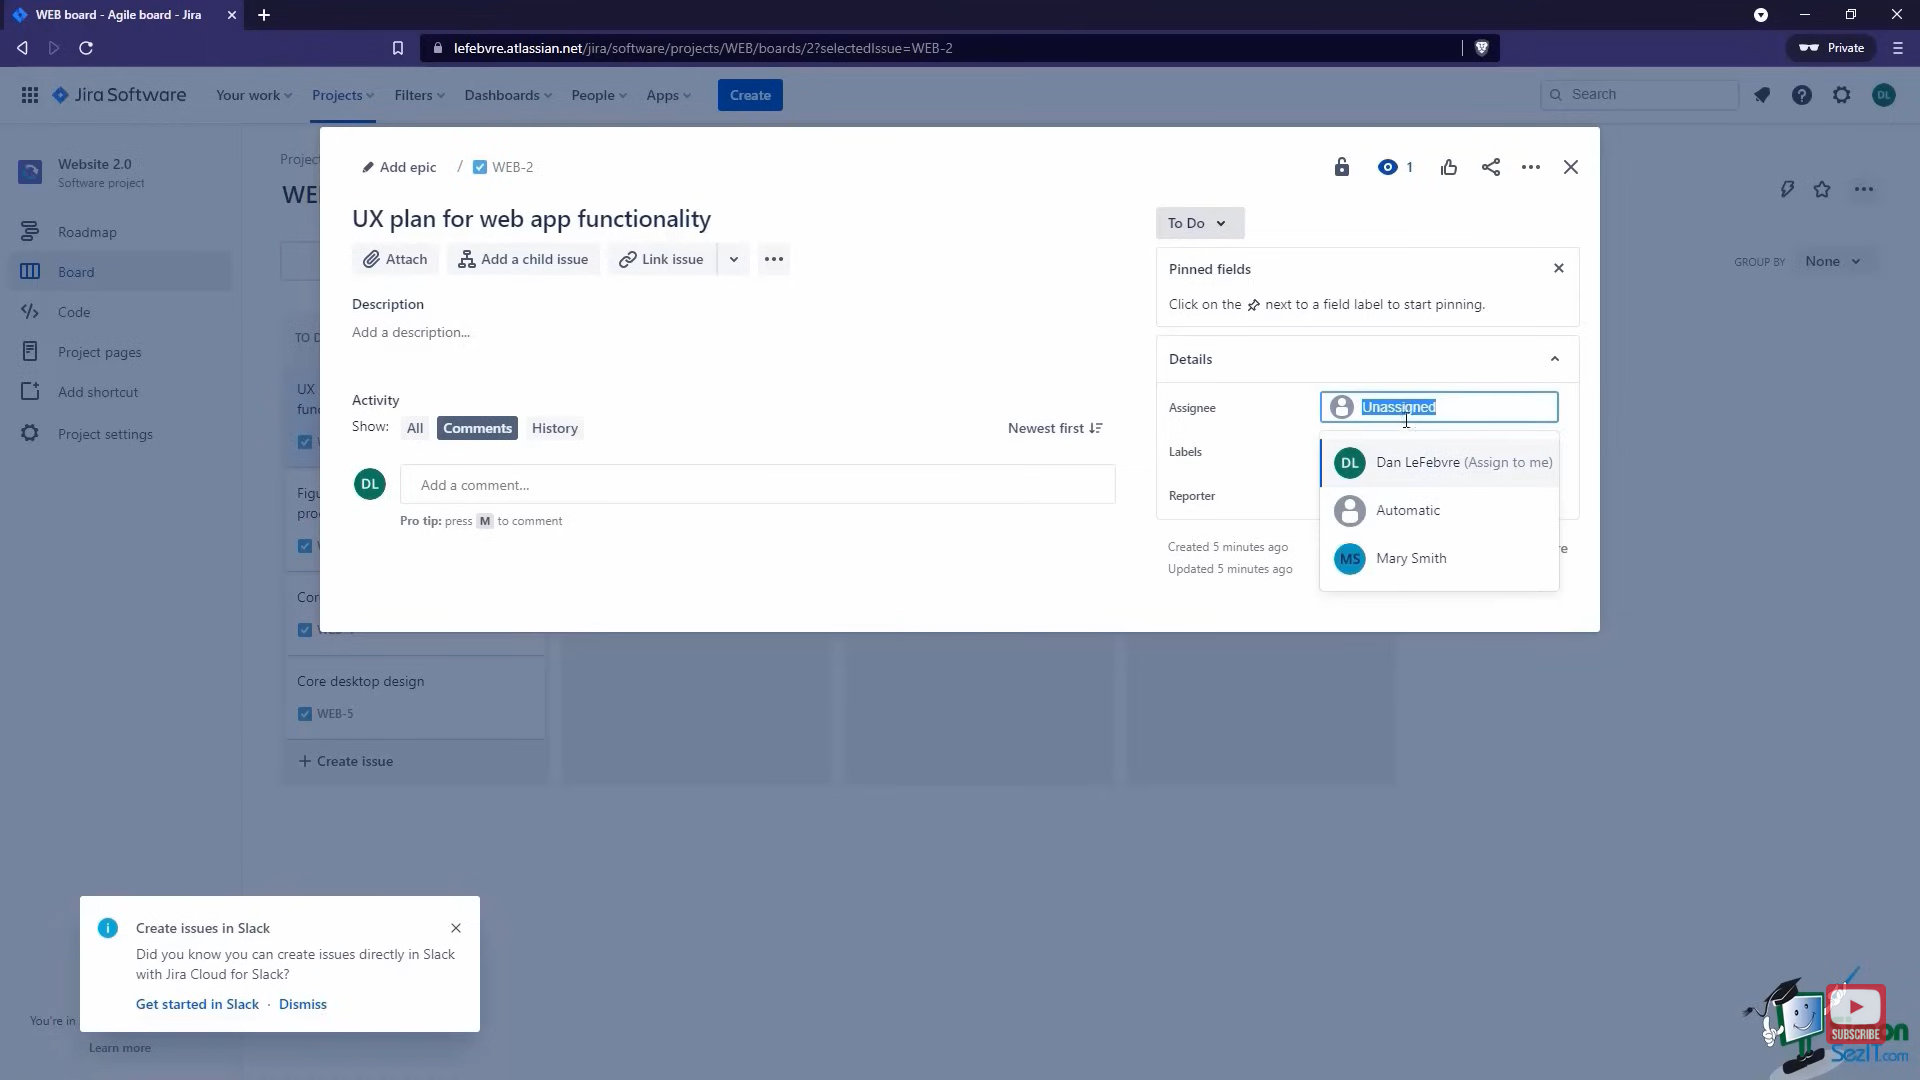 WEB board - Agile board - Jira
lefebvre.atlassian.net/jira/software/projects/WEB/boards/2?selectedIssue=WEB-2
Private
Jira Software
Your work
Projects
Filters
Dashboards
People
Apps
Create
Search
DL
Website 2.0
Software project
Roadmap
Board
Code
Project pages
Add shortcut
Project settings
You're in
Learn more
Projec
WE
GROUP BY None
TO D
UX
fun
Figu
pro
Cor
Core desktop design
WEB-5
+ Create issue
Add epic / WEB-2
1
UX plan for web app functionality
Attach
Add a child issue
Link issue
Description
Add a description...
Activity
Show: All Comments History
Newest first
DL
Add a comment...
Pro tip: press M to comment
To Do
Pinned fields
Click on the next to a field label to start pinning.
Details
Assignee
Unassigned
Labels
Reporter
DL Dan LeFebvre (Assign to me)
Automatic
MS Mary Smith
Created 5 minutes ago
Updated 5 minutes ago
re
Create issues in Slack
Did you know you can create issues directly in Slack
with Jira Cloud for Slack?
Get started in Slack · Dismiss
SUBSCRIBE
SezIT.com